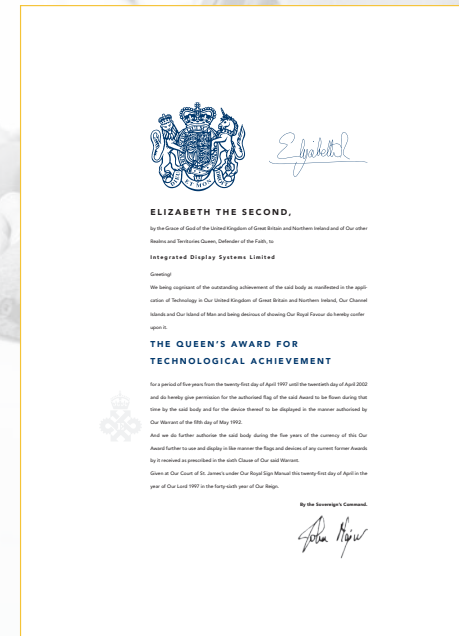 Elizabeth R
ELIZABETH THE SECOND,
by the Grace of God of the United Kingdom of Great Britain and Northern Ireland and of Our other
Realms and Territories Queen, Defender of the Faith, to
Integrated Display Systems Limited
Greeting!
We being cognisant of the outstanding achievement of the said body as manifested in the appli-
cation of Technology in Our United Kingdom of Great Britain and Northern Ireland, Our Channel
Islands and Our Island of Man and being desirous of showing Our Royal Favour do hereby confer
upon it.
THE QUEEN'S AWARD FOR
TECHNOLOGICAL ACHIEVEMENT
for a period of five years from the twenty-first day of April 1997 until the twentieth day of April 2002
and do hereby give permission for the authorised flag of the said Award to be flown during that
time by the said body and for the device thereof to be displayed in the manner authorised by
Our Warrant of the fifth day of May 1992.
And we do further authorise the said body during the five years of the currency of this Our
Award further to use and display in like manner the flags and devices of any current former Awards
by it received as prescribed in the sixth Clause of Our said Warrant.
Given at Our Court of St. James's under Our Royal Sign Manual this twenty-first day of April in the
year of Our Lord 1997 in the forty-sixth year of Our Reign.
By the Sovereign's Command.
John Major